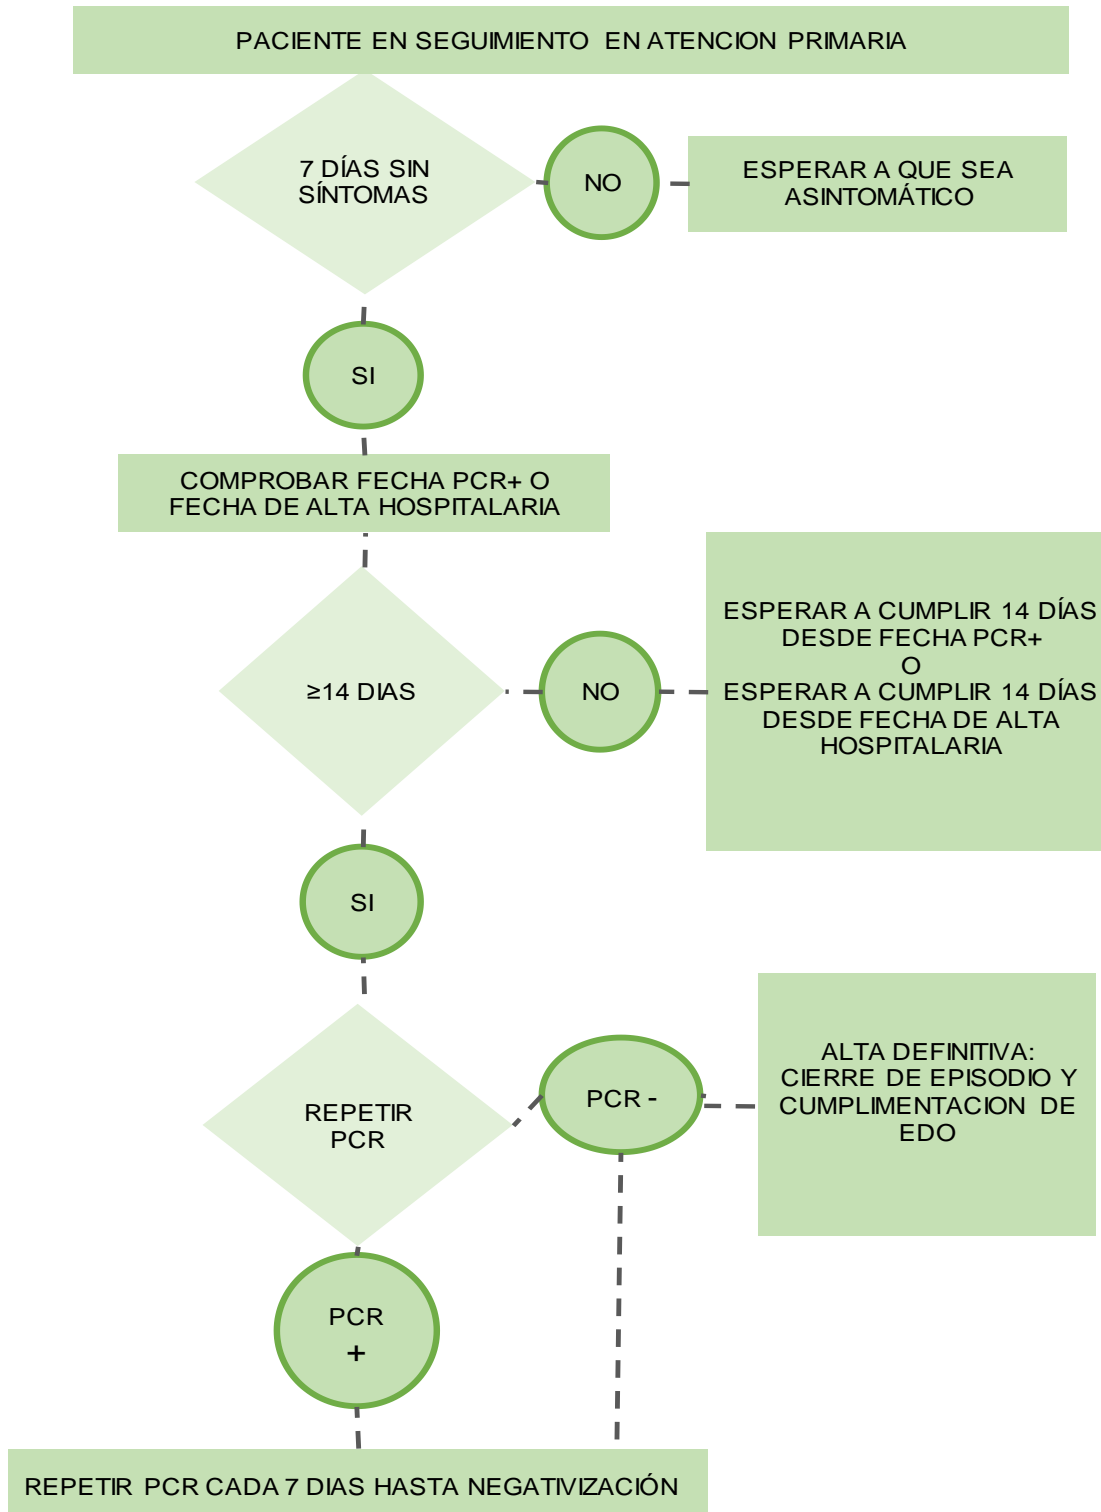 PACIENTE EN SEGUIMIENTO EN ATENCION PRIMARIA
7 DÍAS SIN
SÍNTOMAS
NO
ESPERAR A QUE SEA
ASINTOMÁTICO
SI
COMPROBAR FECHA PCR+ O
FECHA DE ALTA HOSPITALARIA
≥14 DIAS
NO
ESPERAR A CUMPLIR 14 DÍAS
DESDE FECHA PCR+
O
ESPERAR A CUMPLIR 14 DÍAS
DESDE FECHA DE ALTA
HOSPITALARIA
SI
REPETIR
PCR
PCR -
ALTA DEFINITIVA:
CIERRE DE EPISODIO Y
CUMPLIMENTACION DE
EDO
PCR
+
REPETIR PCR CADA 7 DIAS HASTA NEGATIVIZACIÓN